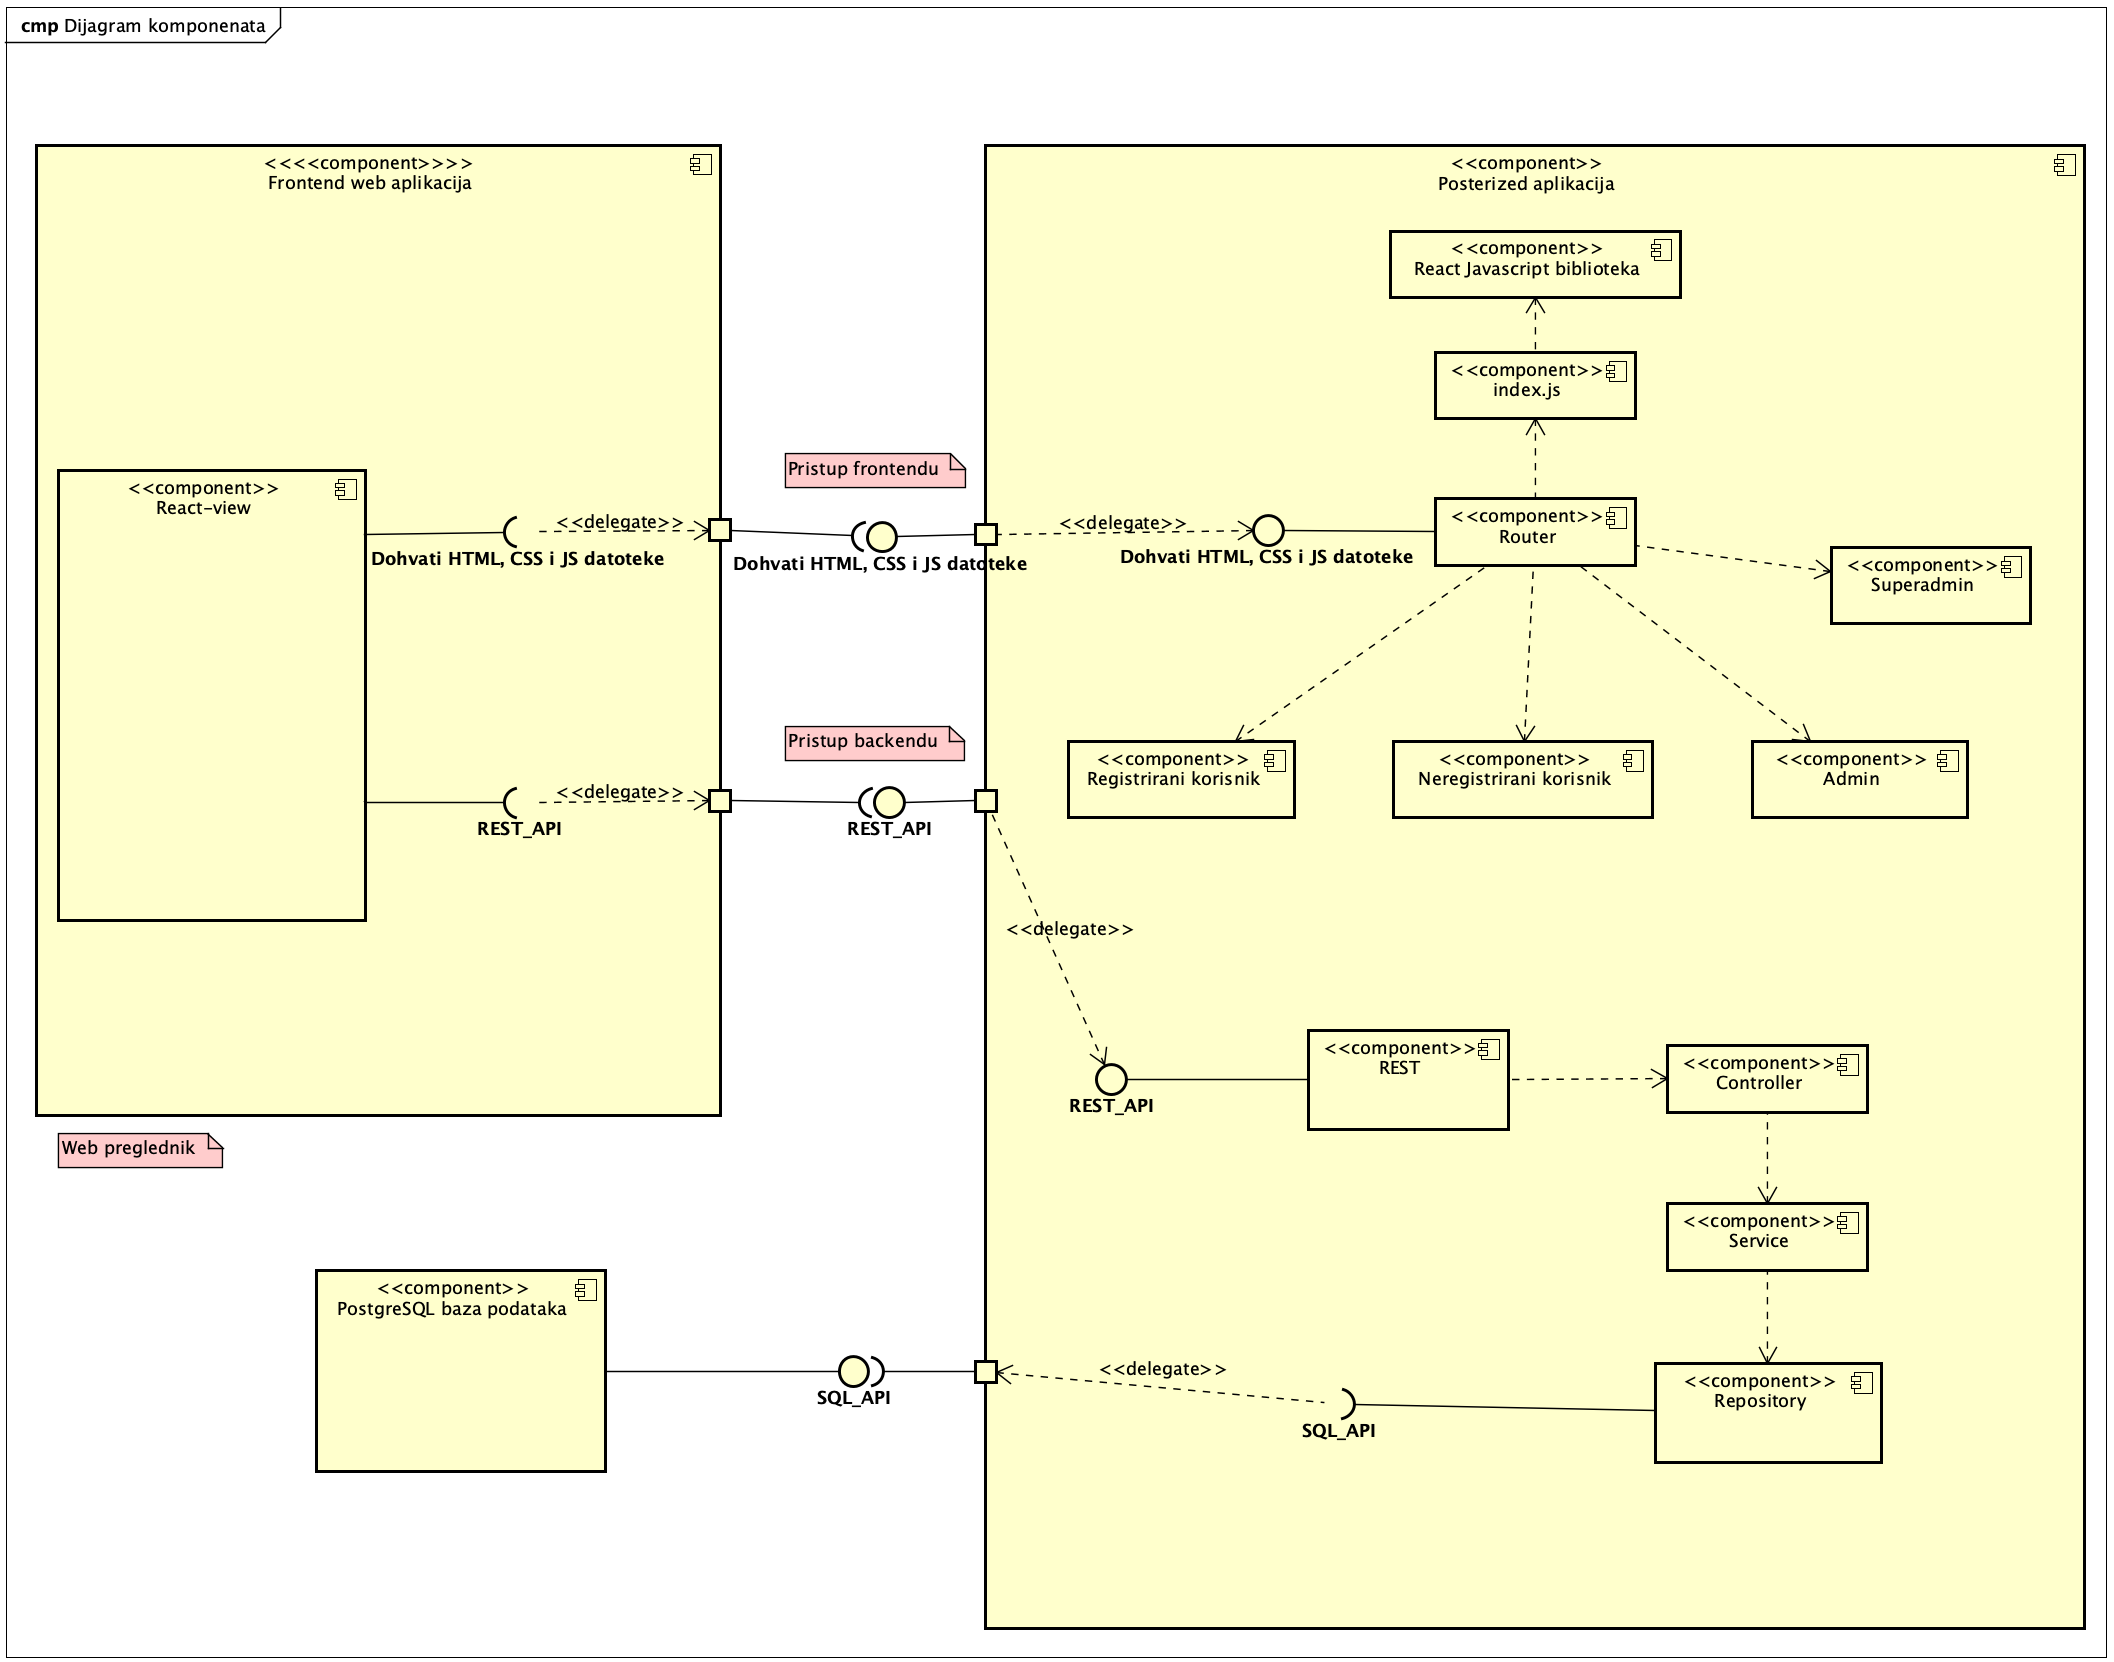 cmp Dijagram komponenata
<<<<component>>>>
Frontend web aplikacija
<<component>>
React-view
Dohvati HTML, CSS i JS datoteke
<<delegate>>
REST_API
<<delegate>>
Web preglednik
Pristup frontendu
Dohvati HTML, CSS i JS datoteke
Pristup backendu
REST_API
<<component>>
PostgreSQL baza podataka
SQL_API
<<component>>
Posterized aplikacija
<<component>>
React Javascript biblioteka
<<component>>
index.js
<<delegate>>
Dohvati HTML, CSS i JS datoteke
<<component>>
Router
<<component>>
Superadmin
<<component>>
Registrirani korisnik
<<component>>
Neregistrirani korisnik
<<component>>
Admin
<<delegate>>
REST_API
<<component>>
REST
<<component>>
Controller
<<component>>
Service
<<delegate>>
SQL_API
<<component>>
Repository